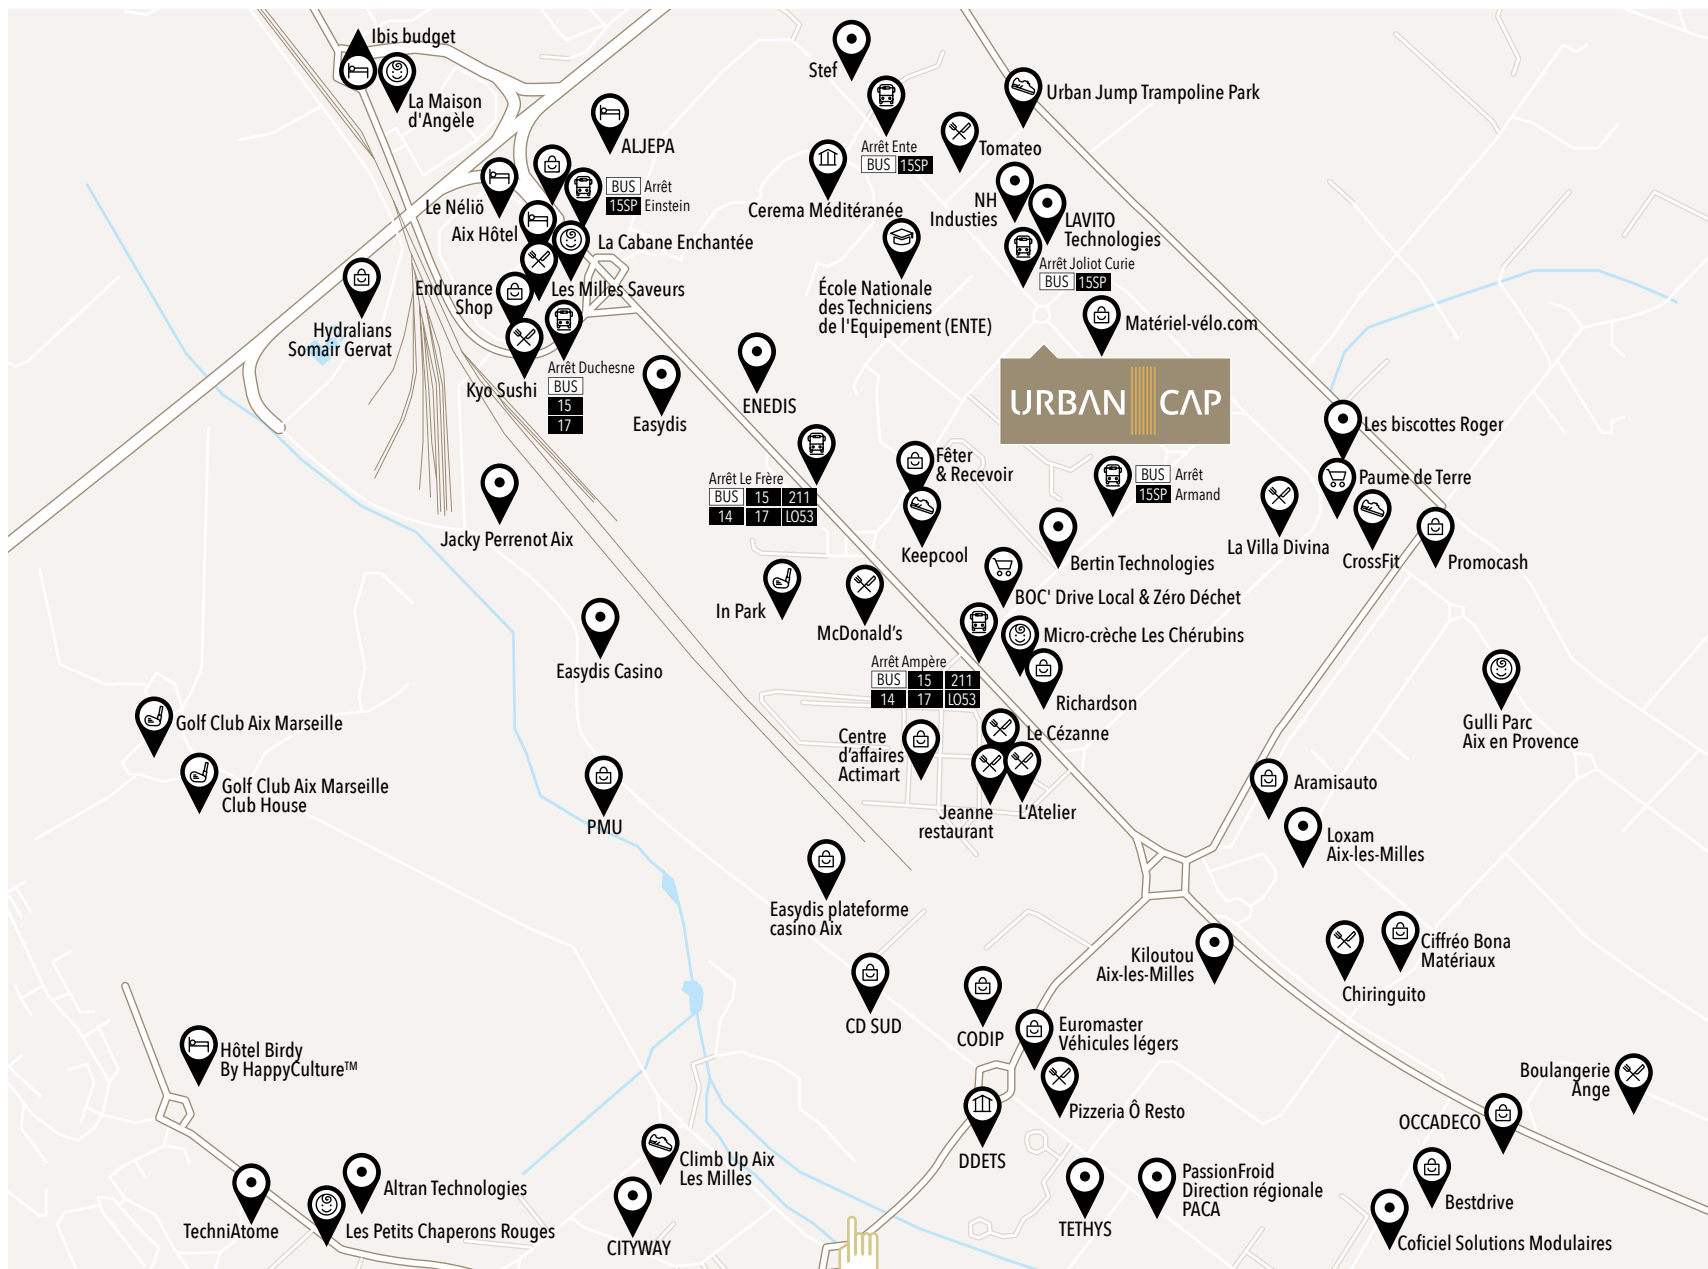 Ibis budget
La Maison
d'Angèle
Stef
Urban Jump Trampoline Park
ALJEPA
Arrêt Ente
BUS 15SP
Tomateo
BUS Arrêt
15SP Einstein
Le Néliö
Aix Hôtel
La Cabane Enchantée
Cerema Méditéranée
NH
Industies
LAVITO
Technologies
Arrêt Joliot Curie
BUS 15SP
Endurance
Shop
Les Milles Saveurs
École Nationale
des Techniciens
de l'Equipement (ENTE)
Hydralians
Somair Gervat
Matériel-vélo.com
Kyo Sushi
Arrêt Duchesne
BUS
15
17
Easydis
ENEDIS
URBAN CAP
Les biscottes Roger
Arrêt Le Frère
BUS 15 211
14 17 LO53
Fêter
& Recevoir
BUS Arrêt
15SP Armand
Paume de Terre
Jacky Perrenot Aix
Keepcool
Bertin Technologies
La Villa Divina
CrossFit
Promocash
In Park
McDonald's
BOC' Drive Local & Zéro Déchet
Easydis Casino
Micro-crèche Les Chérubins
Arrêt Ampère
BUS 15 211
14 17 LO53
Richardson
Golf Club Aix Marseille
Gulli Parc
Aix en Provence
Centre
d'affaires
Actimart
Le Cézanne
Golf Club Aix Marseille
Club House
PMU
Jeanne
restaurant
L'Atelier
Aramisauto
Loxam
Aix-les-Milles
Easydis plateforme
casino Aix
Kiloutou
Aix-les-Milles
Ciffréo Bona
Matériaux
Chiringuito
CD SUD
CODIP
Euromaster
Véhicules légers
Hôtel Birdy
By HappyCulture™
Pizzeria Ô Resto
Boulangerie
Ange
OCCADECO
DDETS
Climb Up Aix
Les Milles
PassionFroid
Direction régionale
PACA
Altran Technologies
Bestdrive
TechniAtome
Les Petits Chaperons Rouges
CITYWAY
TETHYS
Coficiel Solutions Modulaires